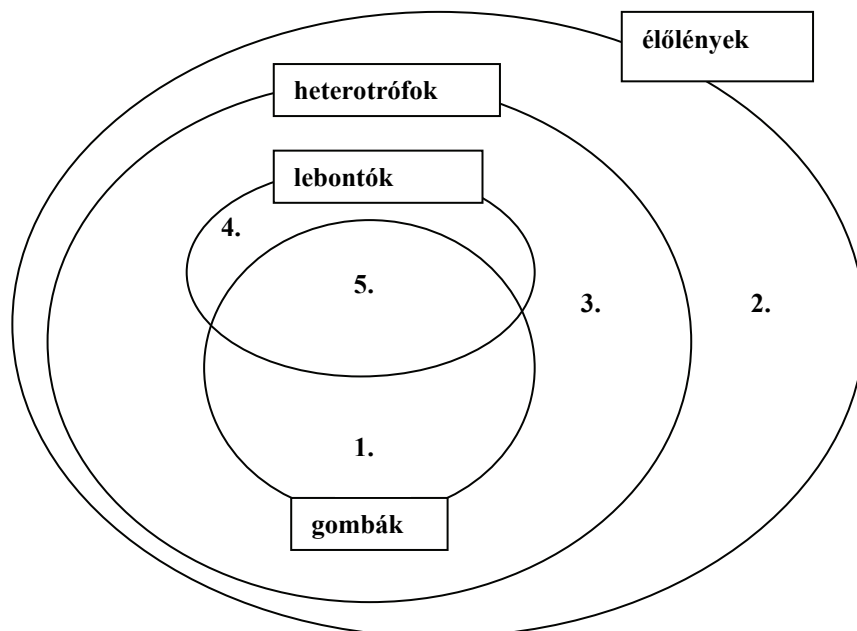 élőlények
heterotrófok
lebontók
4.
5.
3.
2.
1.
gombák